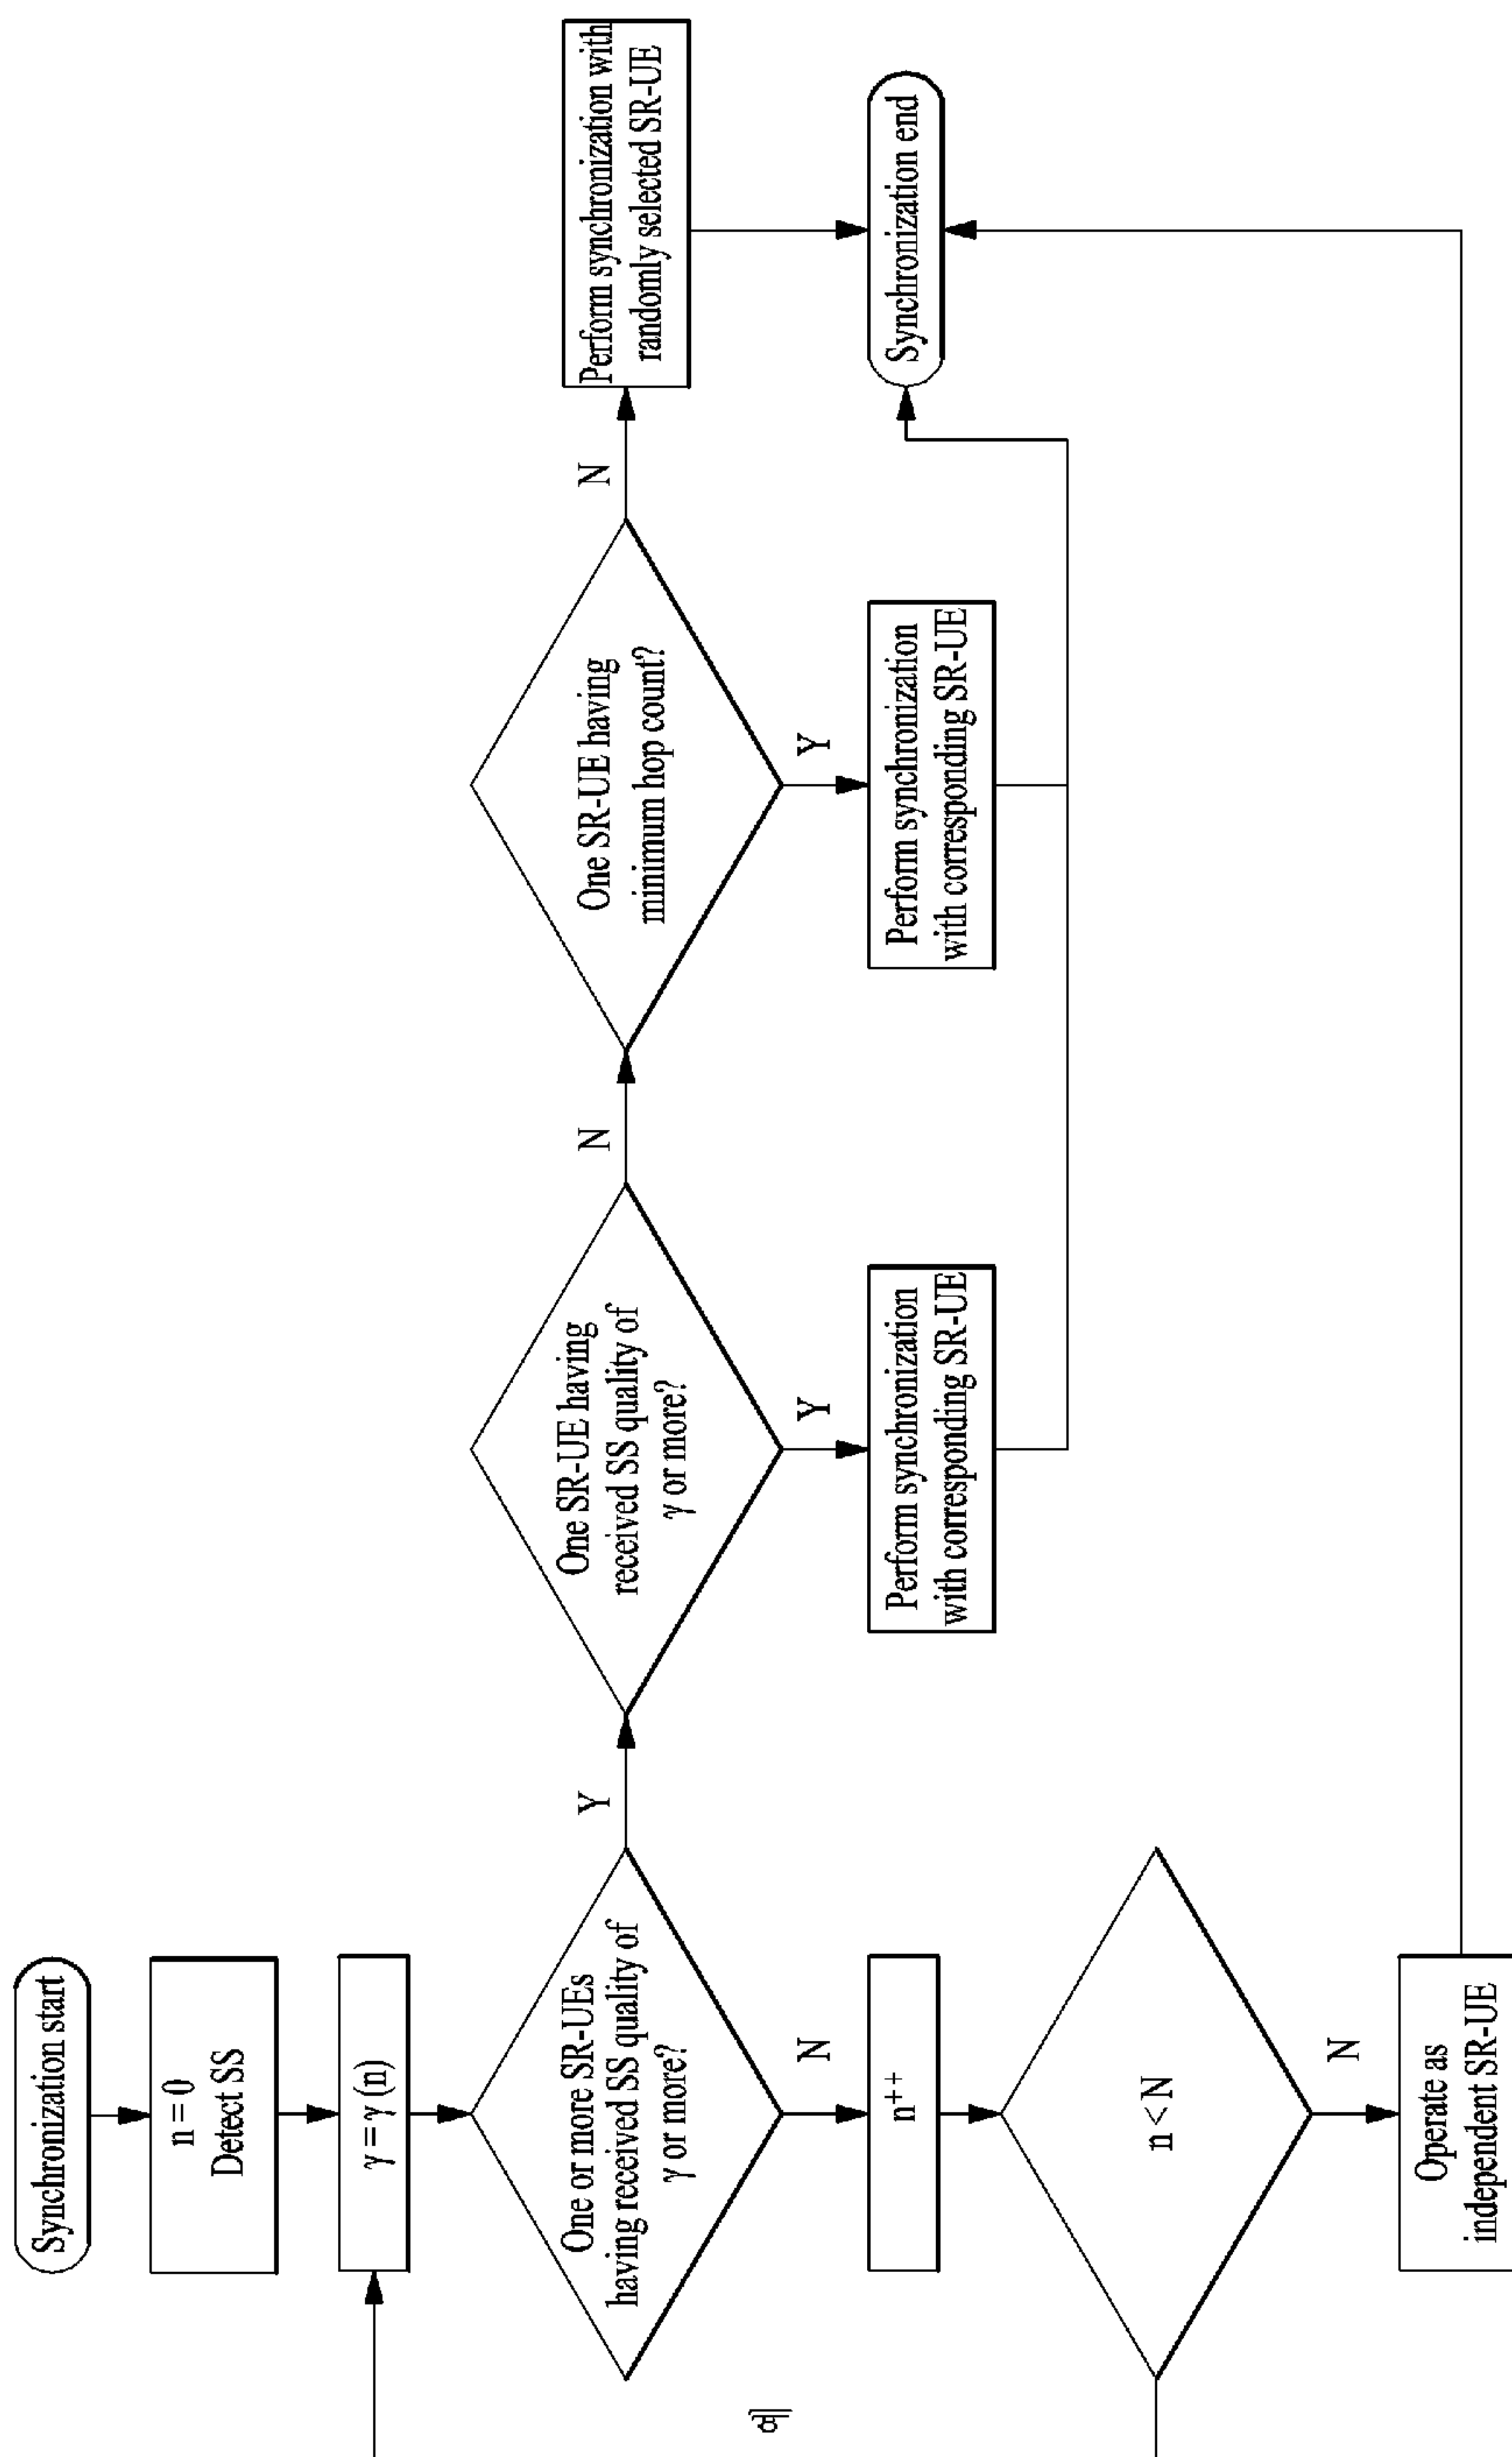 Synchronization start
n = 0
Detect SS
γ = γ (n)
One or more SR-UEs
having received SS quality of
γ or more?
Y
One SR-UE having
received SS quality of
γ or more?
N
One SR-UE having
minimum hop count?
N
Perform synchronization with
randomly selected SR-UE
N
n++
Y
Perform synchronization
with corresponding SR-UE
Y
Perform synchronization
with corresponding SR-UE
Synchronization end
예
n < N
N
Operate as
independent SR-UE